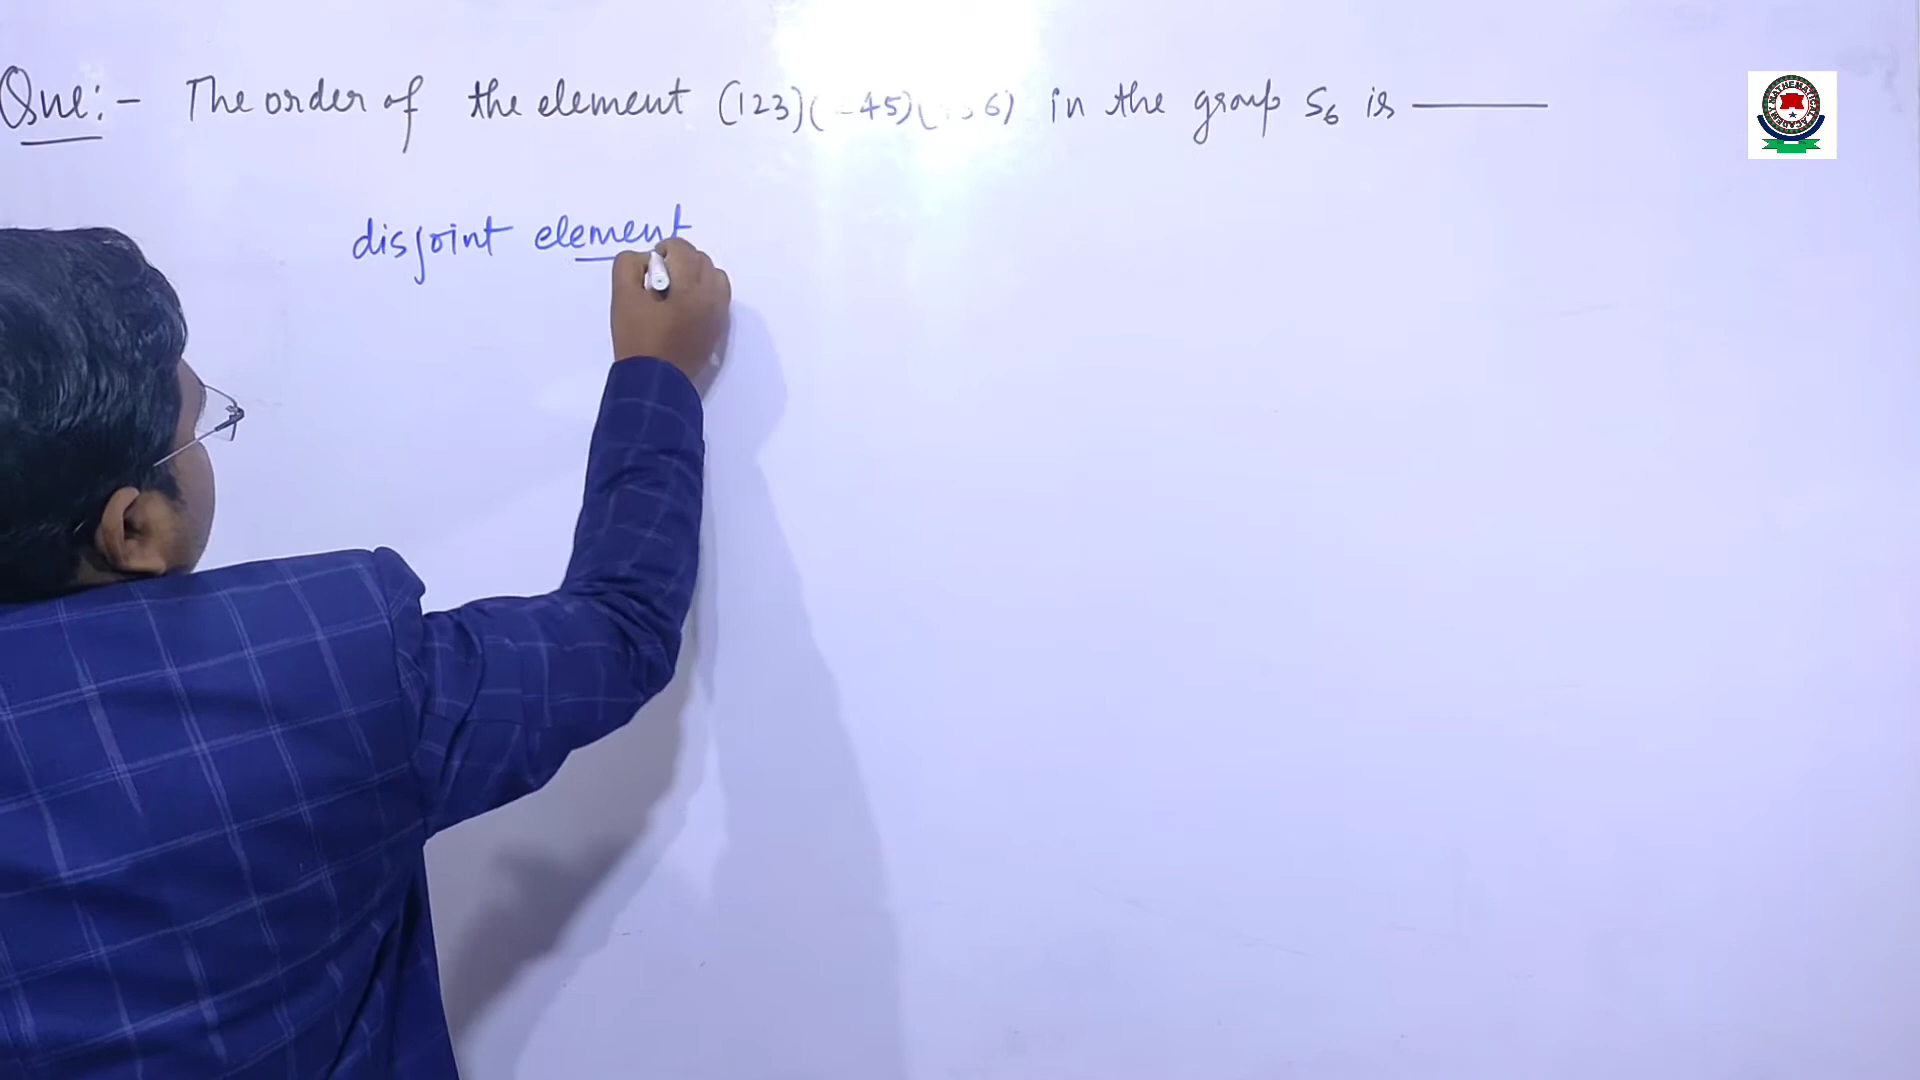 Que:- The order of the element (123)(-45)( 6) in the group S₆ is ———
disjoint element